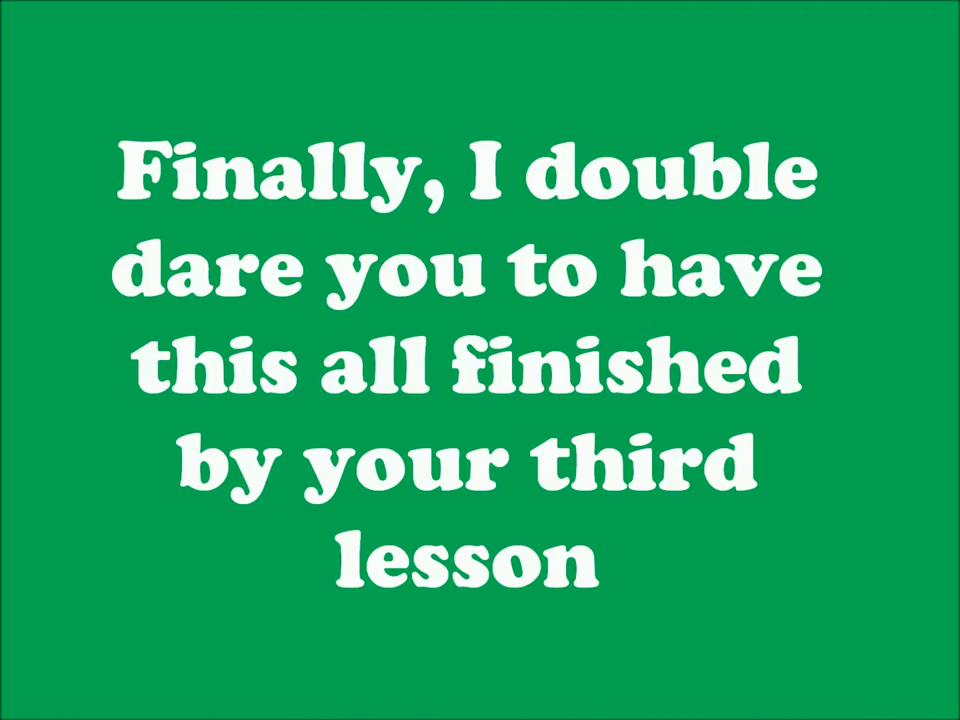 Finally, I double
dare you to have
this all finished
by your third
lesson